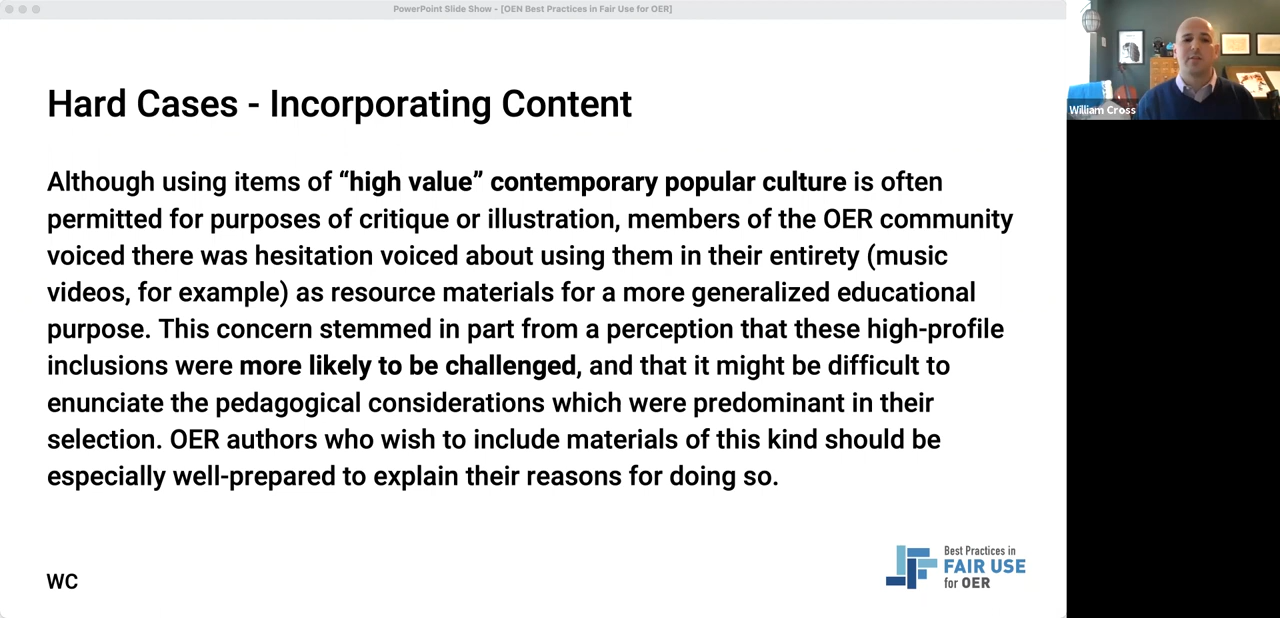 PowerPoint Slide Show - [OEN Best Practices in Fair Use for OER]
William Cross
Hard Cases - Incorporating Content
Although using items of “high value” contemporary popular culture is often
permitted for purposes of critique or illustration, members of the OER community
voiced there was hesitation voiced about using them in their entirety (music
videos, for example) as resource materials for a more generalized educational
purpose. This concern stemmed in part from a perception that these high-profile
inclusions were more likely to be challenged, and that it might be difficult to
enunciate the pedagogical considerations which were predominant in their
selection. OER authors who wish to include materials of this kind should be
especially well-prepared to explain their reasons for doing so.
WC
Best Practices in
FAIR USE
for OER